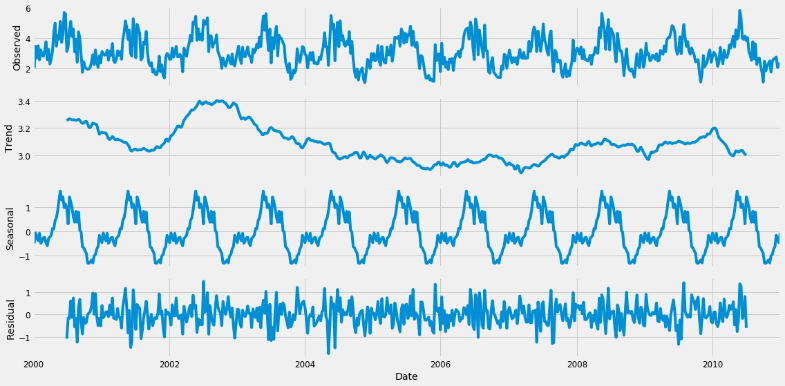 6
4
2
Observed
3.4
3.2
3.0
Trend
1
0
−1
Seasonal
1
0
−1
Residual
2000 2002 2004 2006 2008 2010
Date